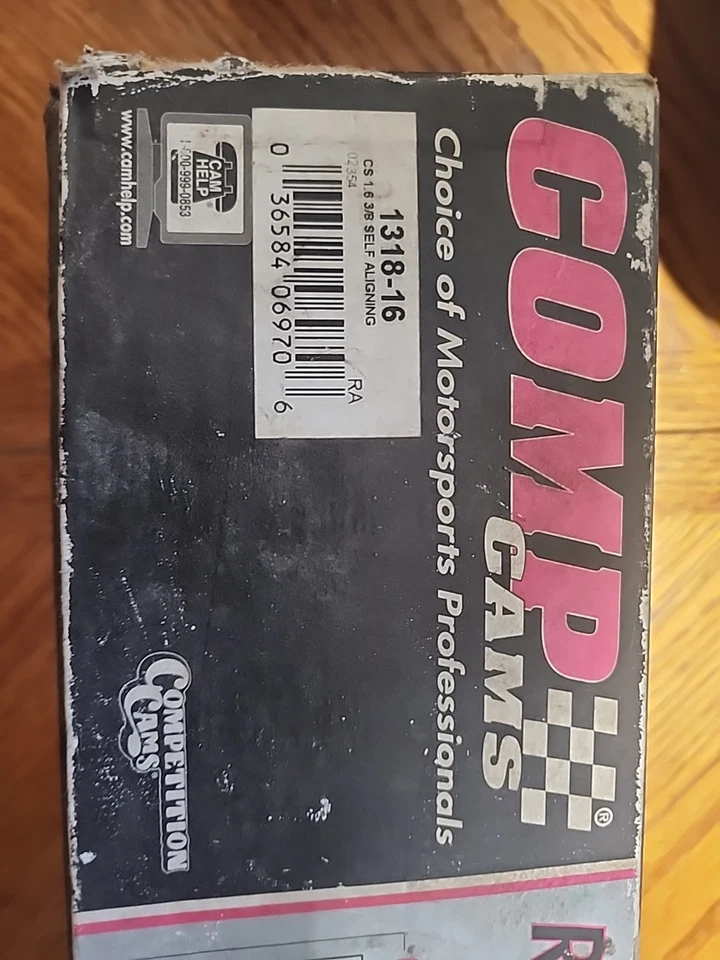 COMP
CAMS
®
Choice of Motorsports Professionals
1318-16
CS 1.6 3/8 SELF ALIGNING
02354
RA
0 36584 06970 6
CAM
HELP
1-800-999-0853
www.camhelp.com
COMPETITION
CAMS
R